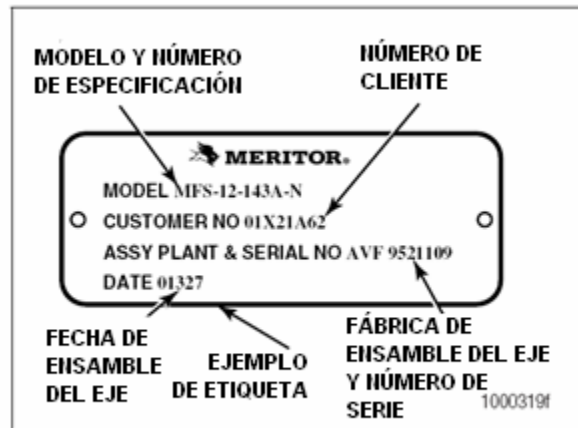 MODELO Y NÚMERO
DE ESPECIFICACIÓN
NÚMERO DE
CLIENTE
MERITOR®
MODEL MFS-12-143A-N
CUSTOMER NO 01X21A62
ASSY PLANT & SERIAL NO AVF 9521109
DATE 01327
FECHA DE
ENSAMBLE
DEL EJE
EJEMPLO
DE ETIQUETA
FÁBRICA DE
ENSAMBLE DEL EJE
Y NÚMERO DE
SERIE
1000319f